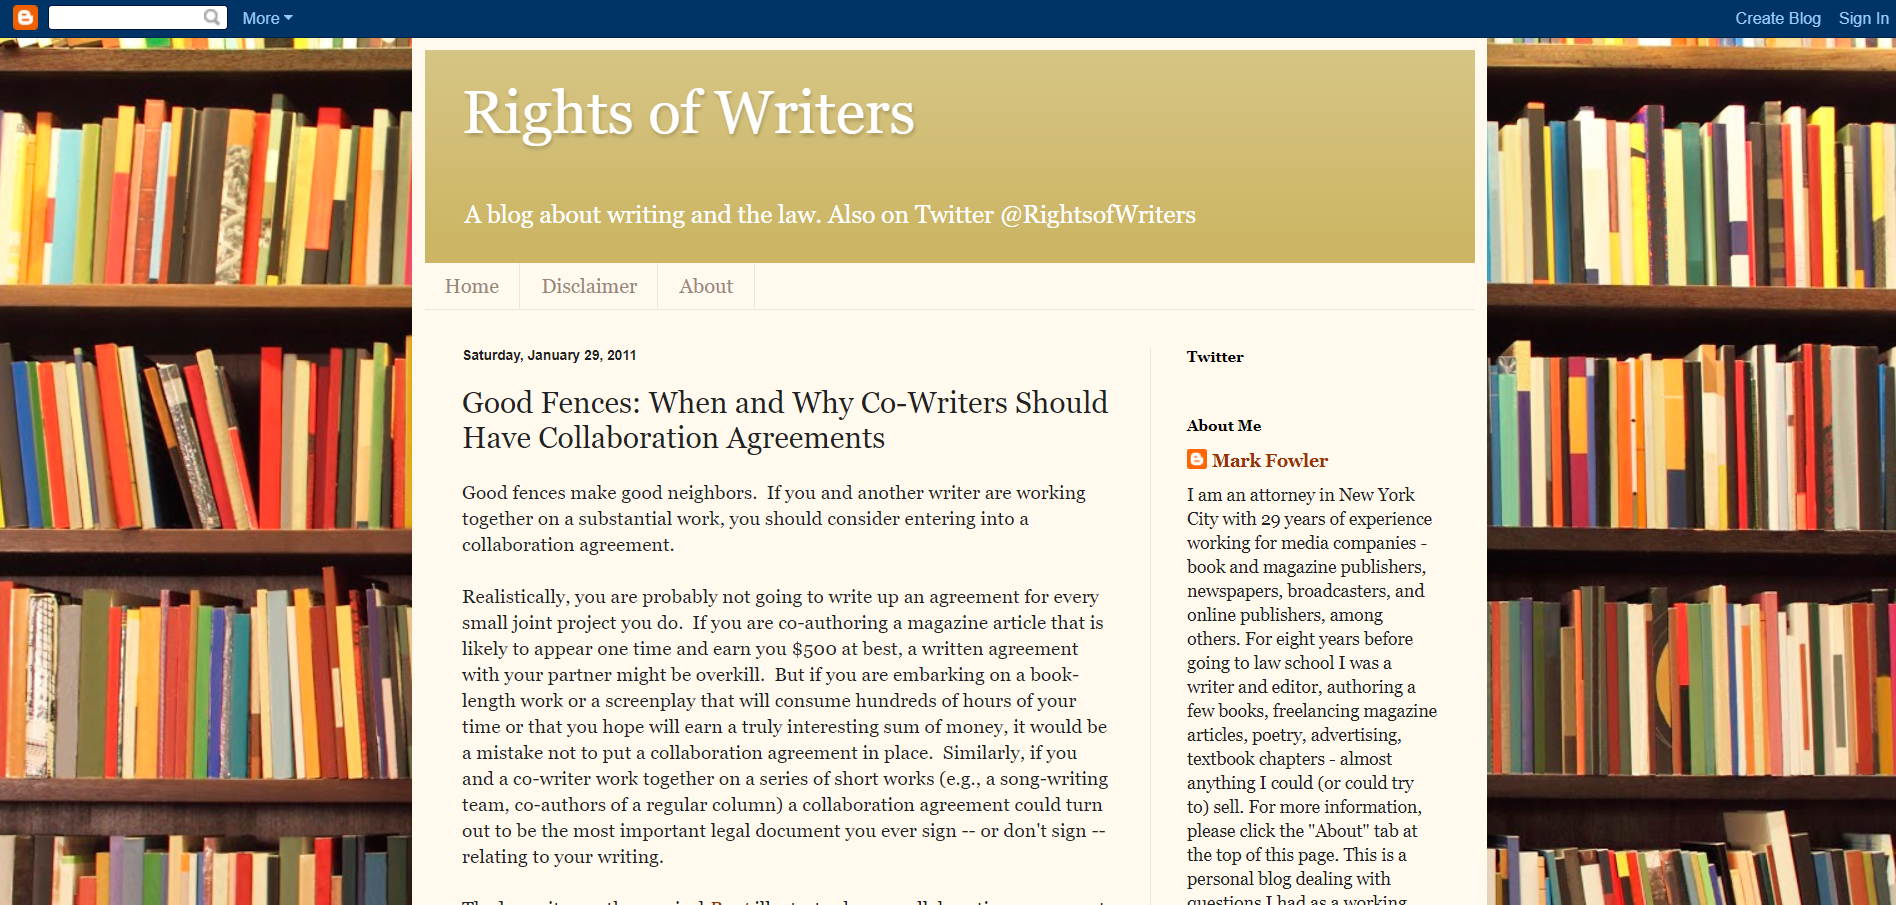 More
Create Blog
Sign In
Rights of Writers
A blog about writing and the law. Also on Twitter @RightsofWriters
Home
Disclaimer
About
Saturday, January 29, 2011
Good Fences: When and Why Co-Writers Should
Have Collaboration Agreements
Good fences make good neighbors.  If you and another writer are working
together on a substantial work, you should consider entering into a
collaboration agreement.
Realistically, you are probably not going to write up an agreement for every
small joint project you do.  If you are co-authoring a magazine article that is
likely to appear one time and earn you $500 at best, a written agreement
with your partner might be overkill.  But if you are embarking on a book-
length work or a screenplay that will consume hundreds of hours of your
time or that you hope will earn a truly interesting sum of money, it would be
a mistake not to put a collaboration agreement in place.  Similarly, if you
and a co-writer work together on a series of short works (e.g., a song-writing
team, co-authors of a regular column) a collaboration agreement could turn
out to be the most important legal document you ever sign -- or don't sign --
relating to your writing.
Twitter
About Me
Mark Fowler
I am an attorney in New York
City with 29 years of experience
working for media companies -
book and magazine publishers,
newspapers, broadcasters, and
online publishers, among
others. For eight years before
going to law school I was a
writer and editor, authoring a
few books, freelancing magazine
articles, poetry, advertising,
textbook chapters - almost
anything I could (or could try
to) sell. For more information,
please click the "About" tab at
the top of this page. This is a
personal blog dealing with
questions I had as a working